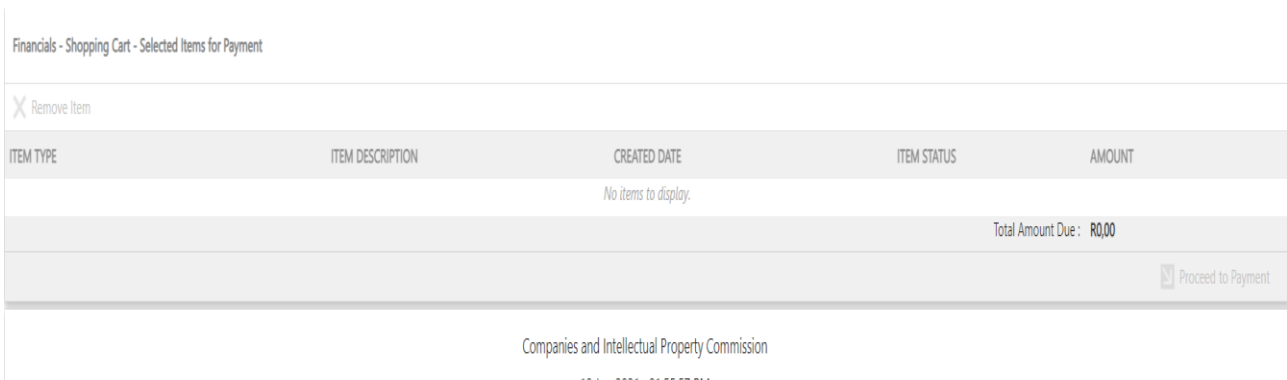 Financials - Shopping Cart - Selected Items for Payment
Remove Item
ITEM TYPE ITEM DESCRIPTION CREATED DATE ITEM STATUS AMOUNT
No items to display.
Total Amount Due : R0,00
Proceed to Payment
Companies and Intellectual Property Commission